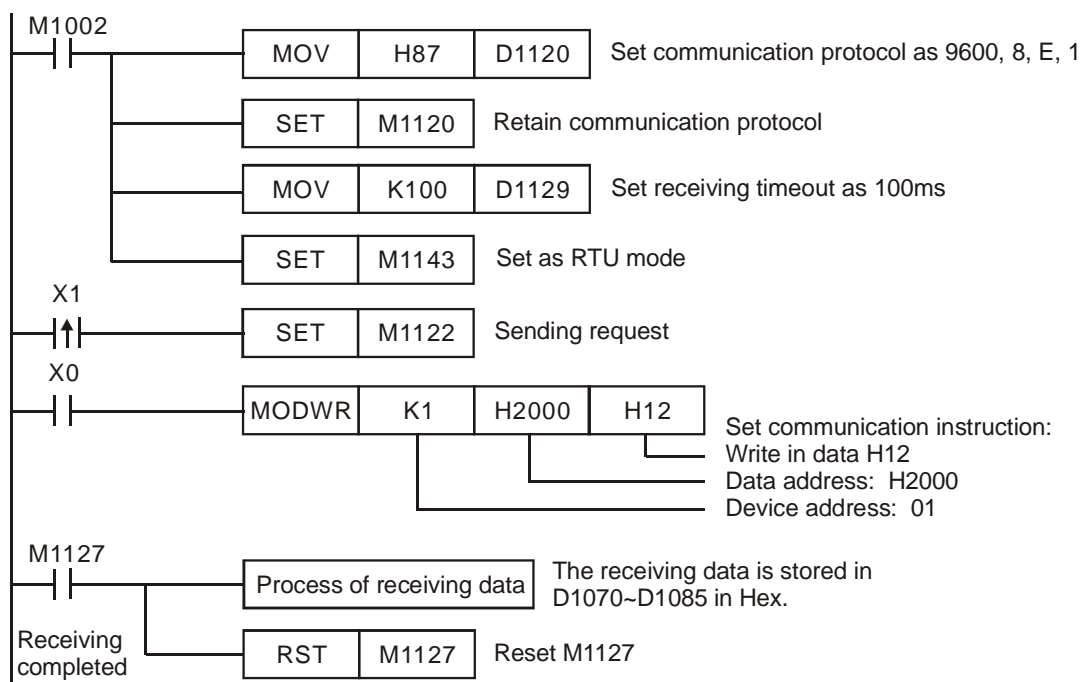 M1002
MOV H87 D1120 Set communication protocol as 9600, 8, E, 1
SET M1120 Retain communication protocol
MOV K100 D1129 Set receiving timeout as 100ms
SET M1143 Set as RTU mode
X1
SET M1122 Sending request
X0
MODWR K1 H2000 H12
Set communication instruction:
Write in data H12
Data address: H2000
Device address: 01
M1127
Process of receiving data
The receiving data is stored in
D1070~D1085 in Hex.
Receiving
completed
RST M1127 Reset M1127